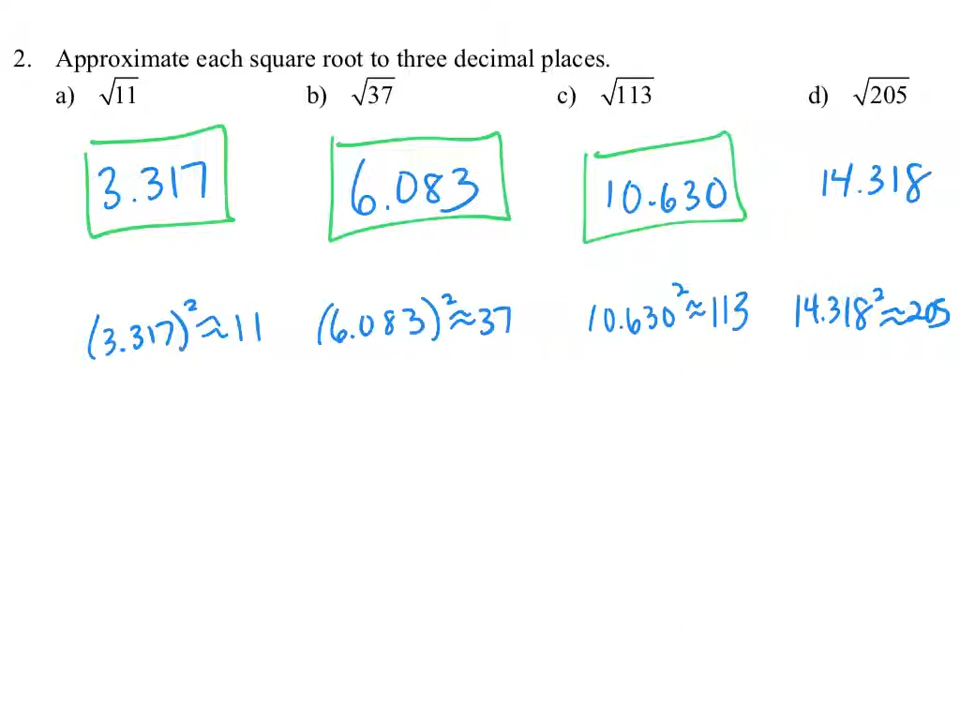 2. Approximate each square root to three decimal places.
a) √11 b) √37 c) √113 d) √205
3.317 6.083 10.630 14.318
(3.317)²≈11 (6.083)²≈37 10.630²≈113 14.318²≈205